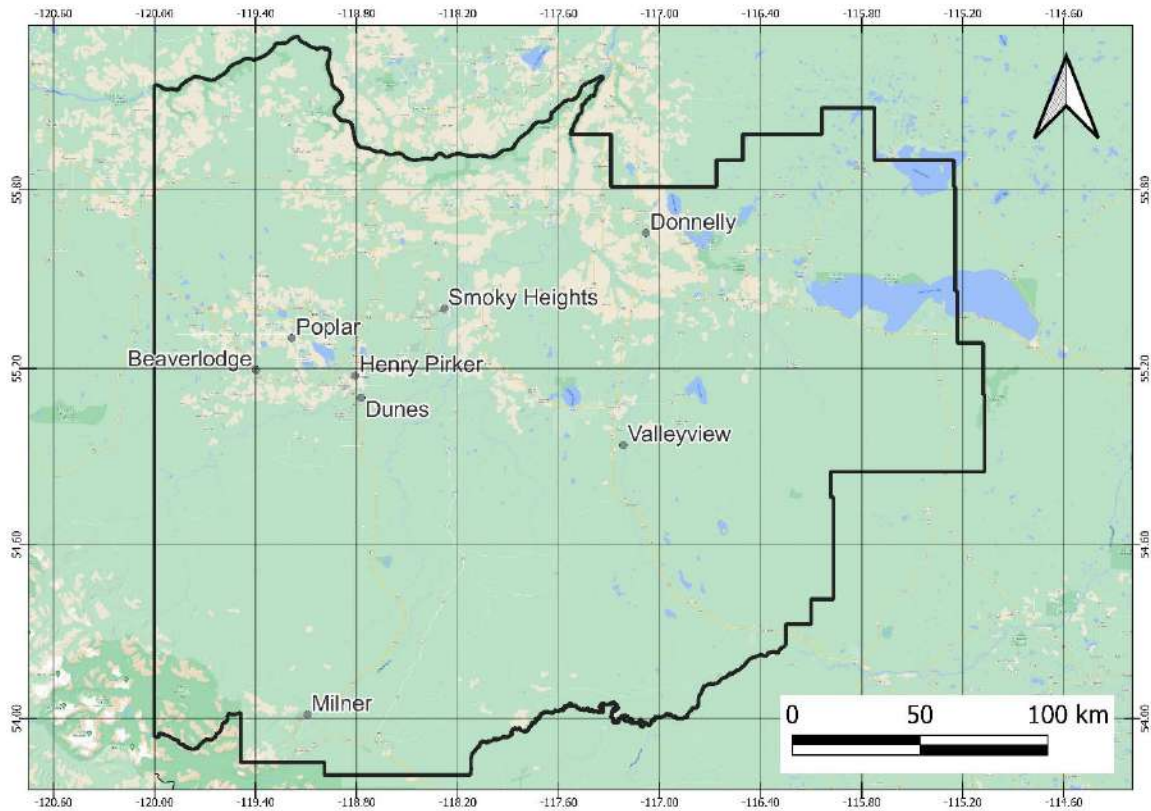 -120.60 -120.00 -119.40 -118.80 -118.20 -117.60 -117.00 -116.40 -115.80 -115.20 -114.60
55.80 55.80
Donnelly
Smoky Heights
Poplar
Beaverlodge
Henry Pirker
55.20 55.20
Dunes
Valleyview
54.60 54.60
Milner
54.00 54.00
0 50 100 km
-120.60 -120.00 -119.40 -118.80 -118.20 -117.60 -117.00 -116.40 -115.80 -115.20 -114.60